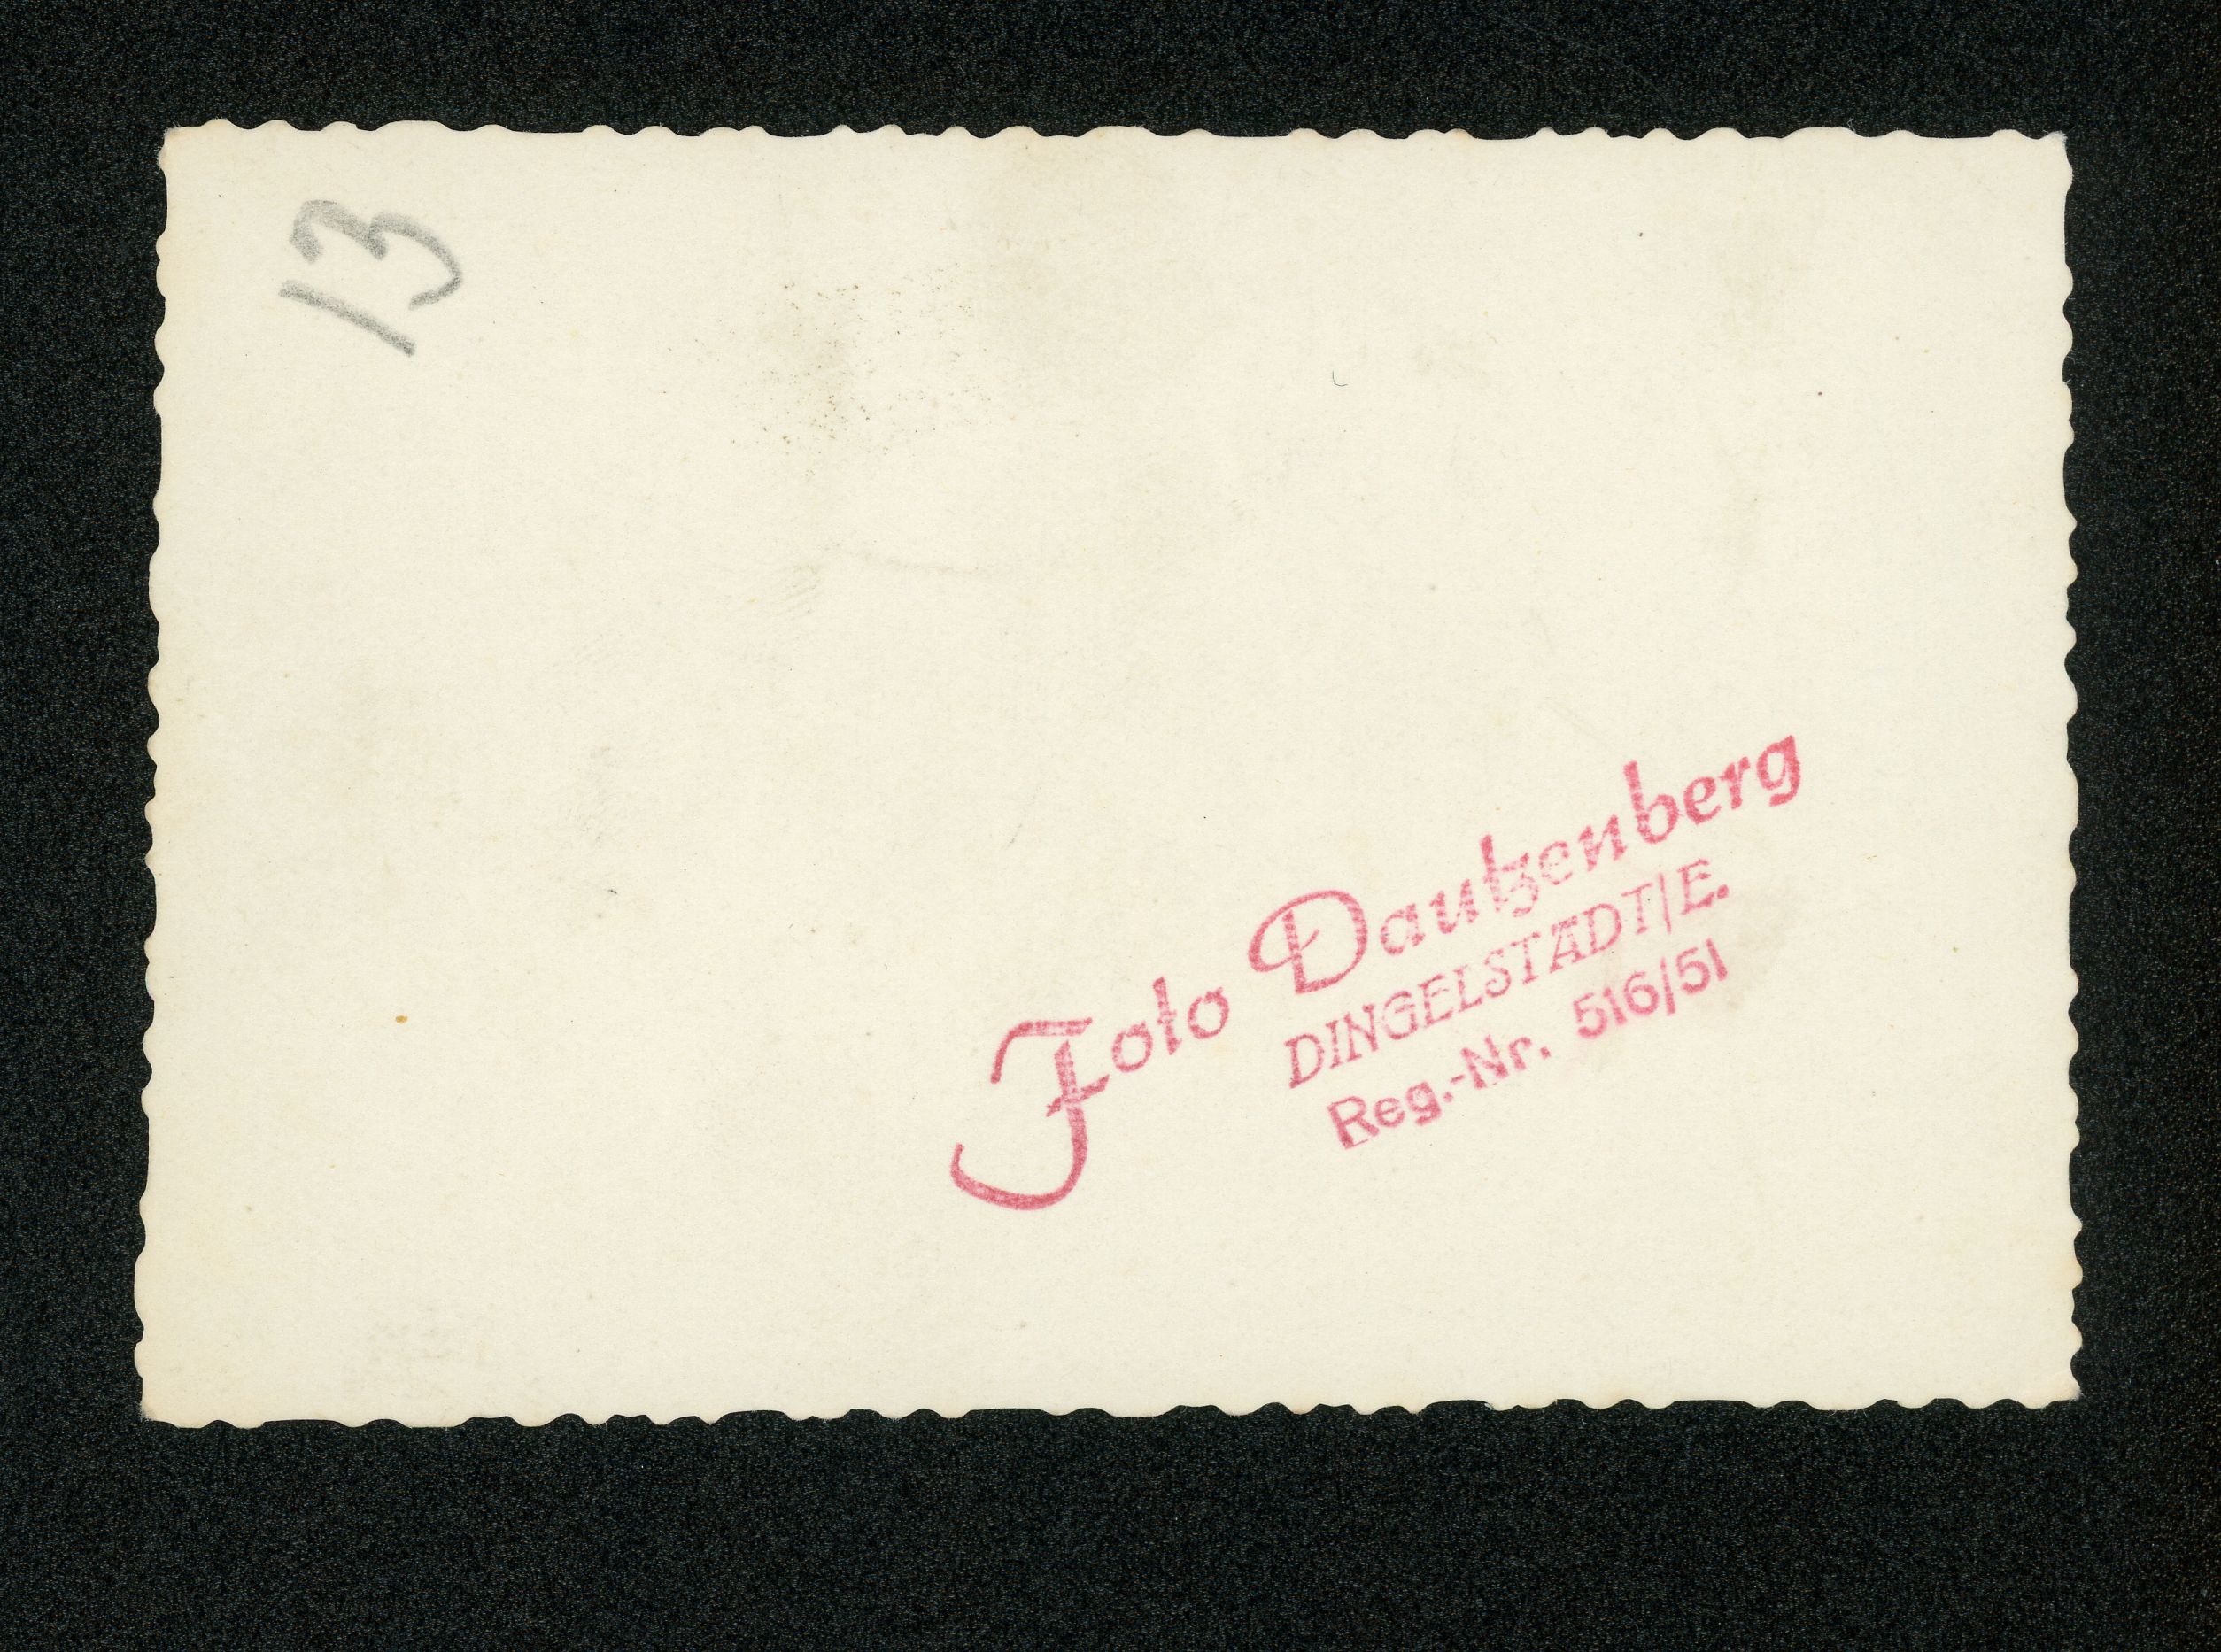 13
Foto Dautzenberg
DINGELSTÄDT/E.
Reg.-Nr. 516/51